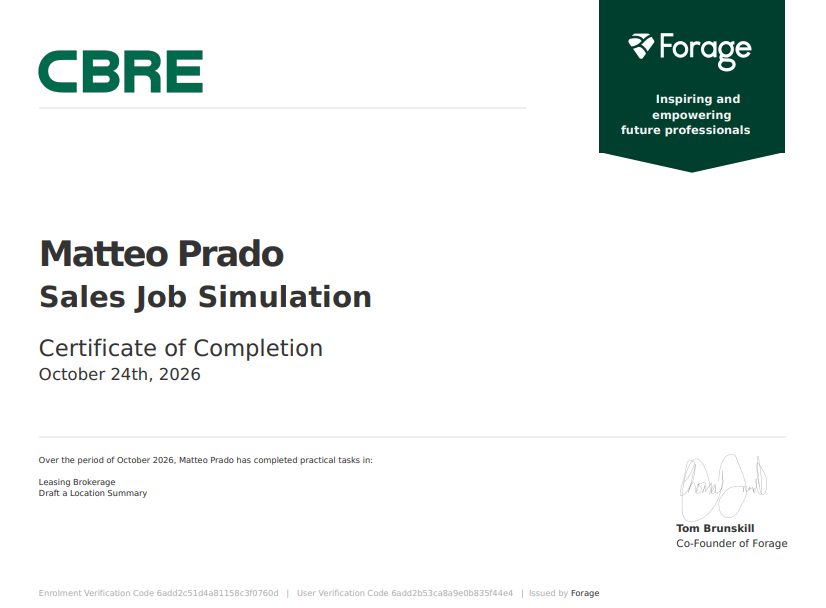 CBRE
Forage
Inspiring and
empowering
future professionals
Matteo Prado
Sales Job Simulation
Certificate of Completion
October 24th, 2026
Over the period of October 2026, Matteo Prado has completed practical tasks in:
Leasing Brokerage
Draft a Location Summary
Tom Brunskill
Co-Founder of Forage
Enrolment Verification Code 6add2c51d4a81158c3f0760d | User Verification Code 6add2b53ca8a9e0b835f44e4 | Issued by Forage